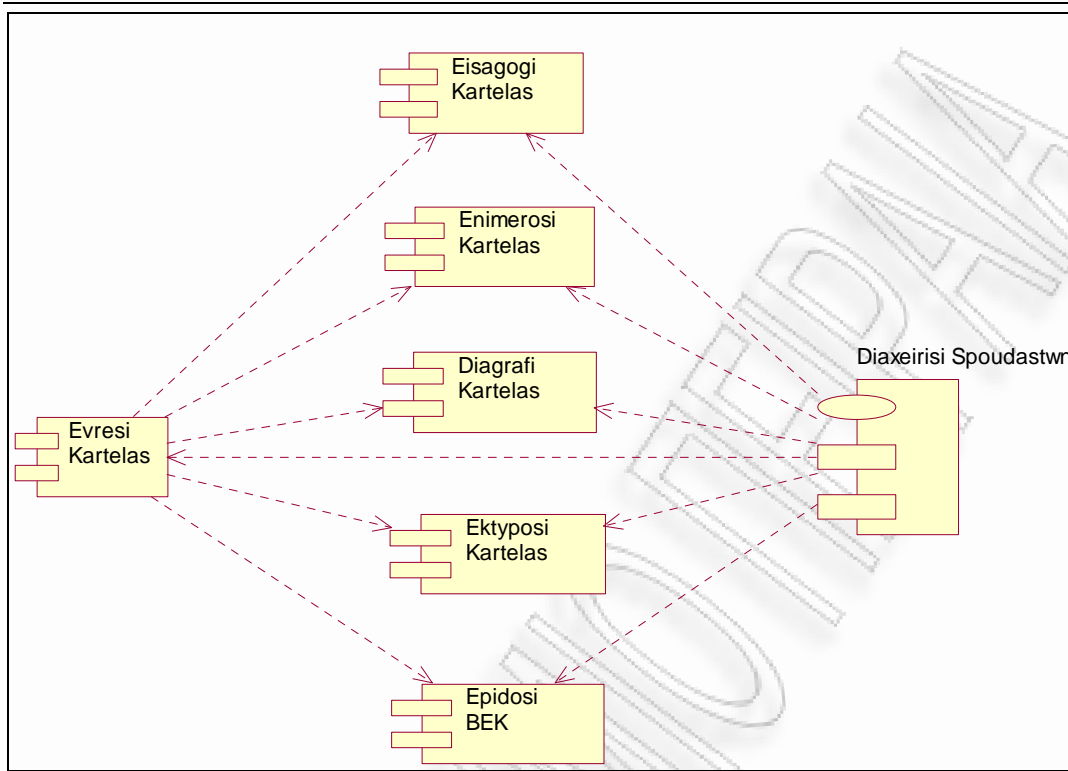 Eisagogi
Kartelas
Enimerosi
Kartelas
Diagrafi
Kartelas
Diaxeirisi Spoudastwn
Evresi
Kartelas
Ektyposi
Kartelas
Epidosi
BEK